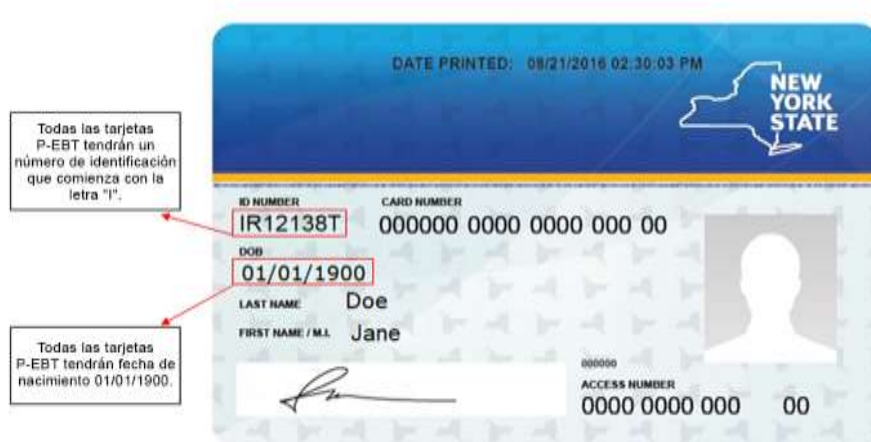 DATE PRINTED: 08/21/2016 02:30:03 PM
NEW
YORK
STATE
Todas las tarjetas
P-EBT tendrán un
número de identificación
que comienza con la
letra "I".
ID NUMBER
CARD NUMBER
IR12138T
000000 0000 0000 000 00
DOB
01/01/1900
LAST NAME Doe
FIRST NAME / M.I. Jane
Todas las tarjetas
P-EBT tendrán fecha de
nacimiento 01/01/1900.
000000
ACCESS NUMBER
0000 0000 000 00